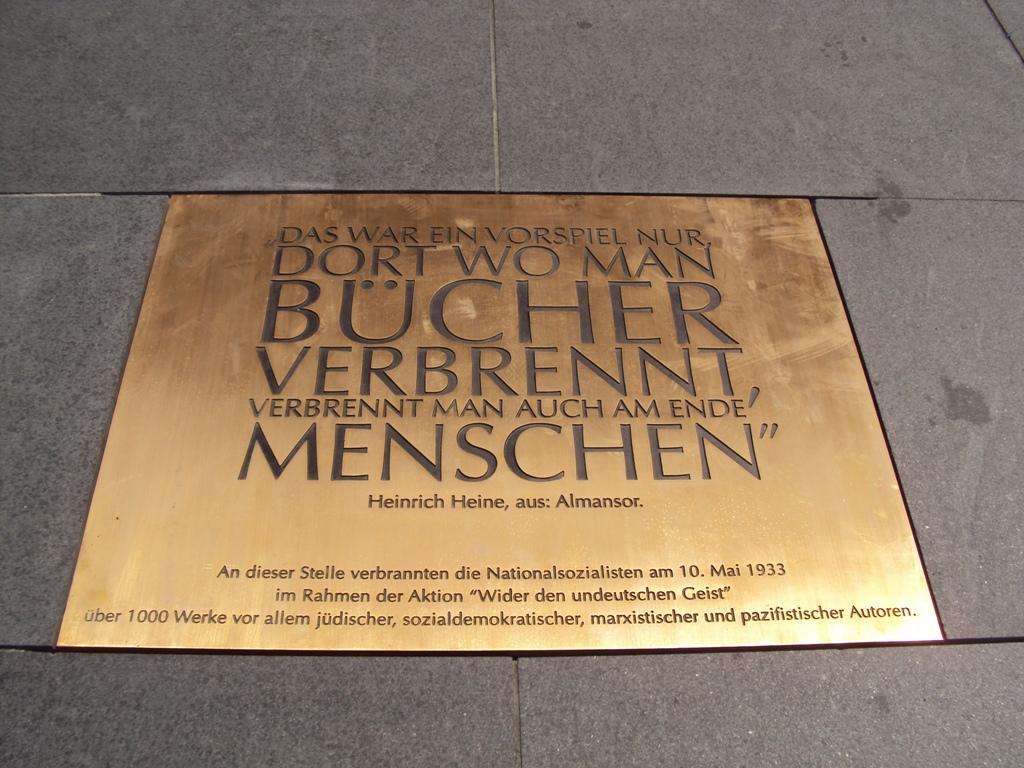 „DAS WAR EIN VORSPIEL NUR,
DORT WO MAN
BÜCHER
VERBRENNT,
VERBRENNT MAN AUCH AM ENDE
MENSCHEN”
Heinrich Heine, aus: Almansor.
An dieser Stelle verbrannten die Nationalsozialisten am 10. Mai 1933
im Rahmen der Aktion “Wider den undeutschen Geist”
über 1000 Werke vor allem jüdischer, sozialdemokratischer, marxistischer und pazifistischer Autoren.